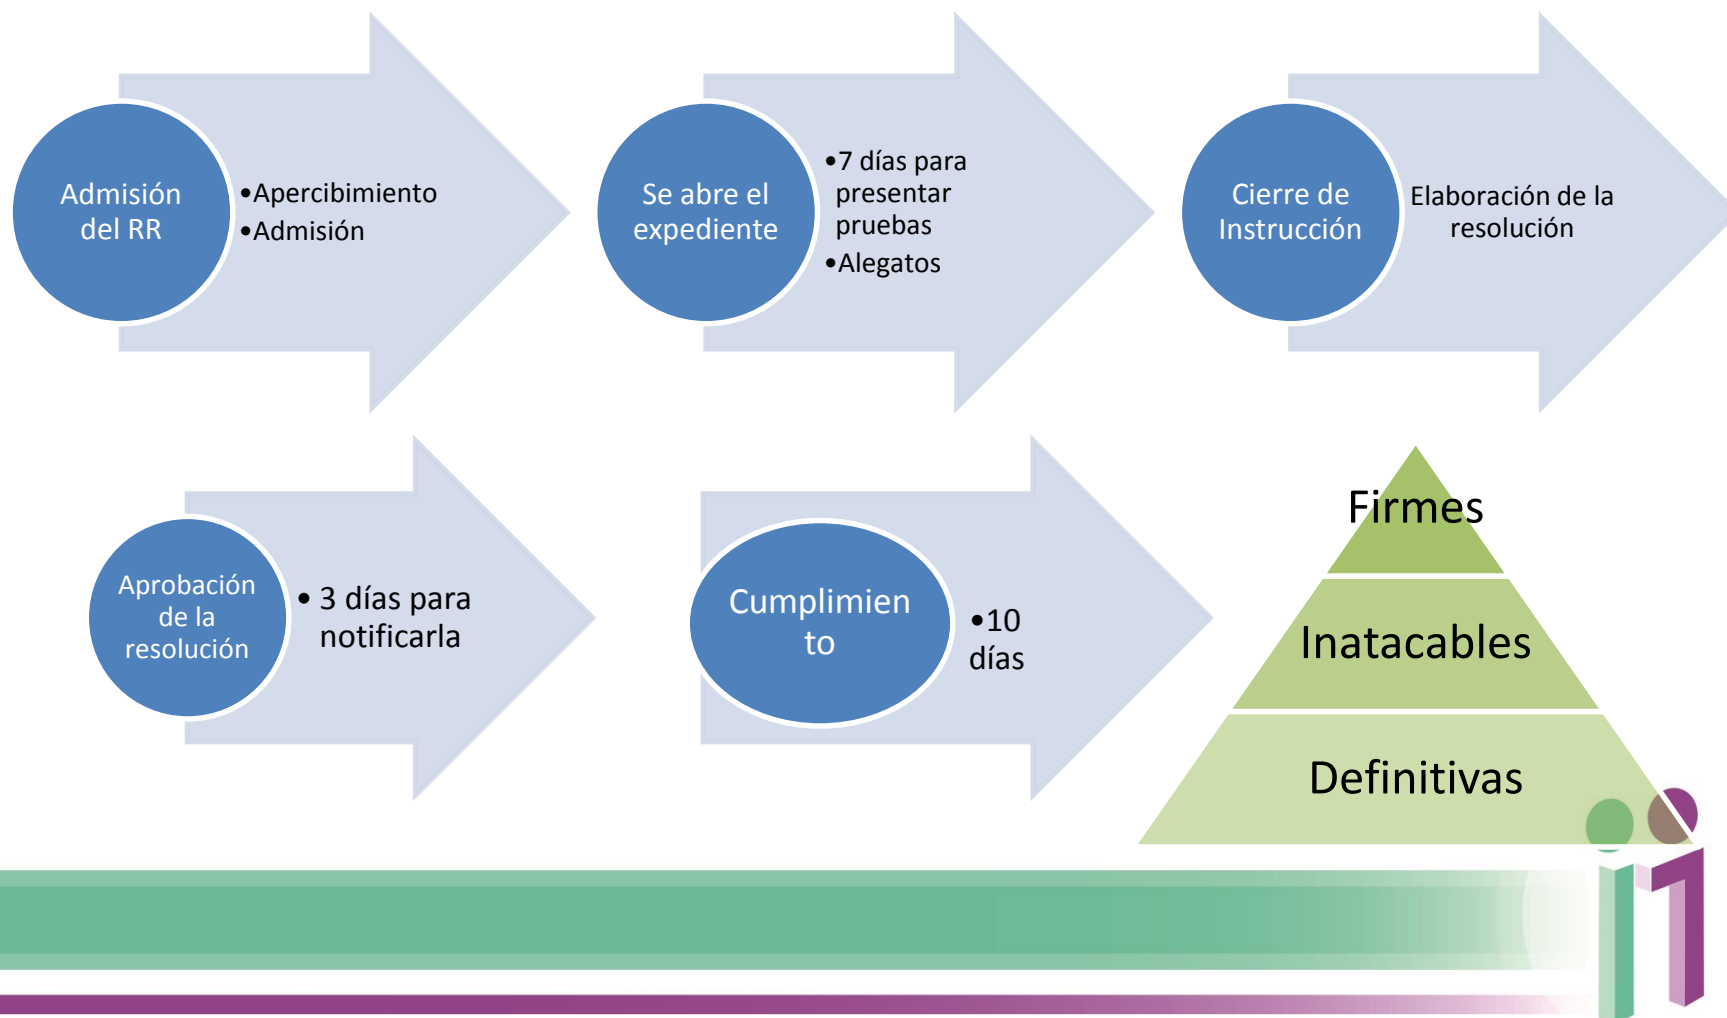 Admisión
del RR
•Apercibimiento
•Admisión
Se abre el
expediente
•7 días para
presentar
pruebas
•Alegatos
Cierre de
Instrucción
Elaboración de la
resolución
Aprobación
de la
resolución
• 3 días para
notificarla
Cumplimien
to
•10
días
Firmes
Inatacables
Definitivas